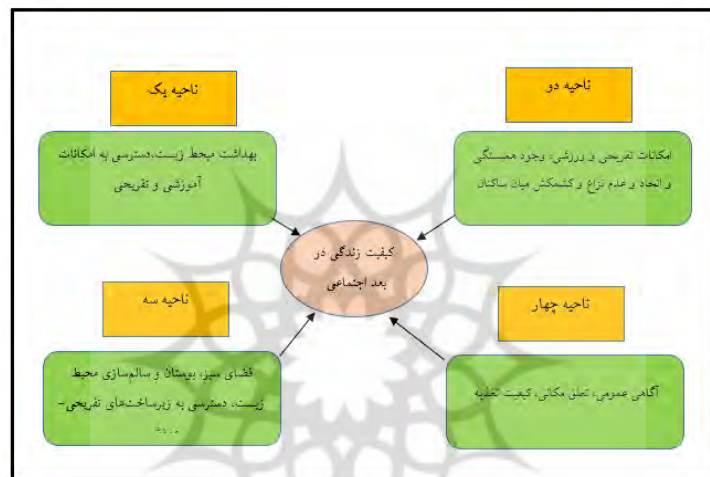 ناحیه دو
امکانات تفریحی و ورزشی، وجود همبستگی
و اتحاد و عدم نزاع و کشمکش میان ساکنان
ناحیه یک
بهداشت محیط زیست،دسترسی به امکانات
آموزشی و تفریحی
کیفیت زندگی در
بعد اجتماعی
ناحیه چهار
آگاهی عمومی، تعلق مکانی، کیفیت تغذیه
ناحیه سه
فضای سبز، بوستان و سالم‌سازی محیط
زیست، دسترسی به زیرساخت‌های تفریحی-